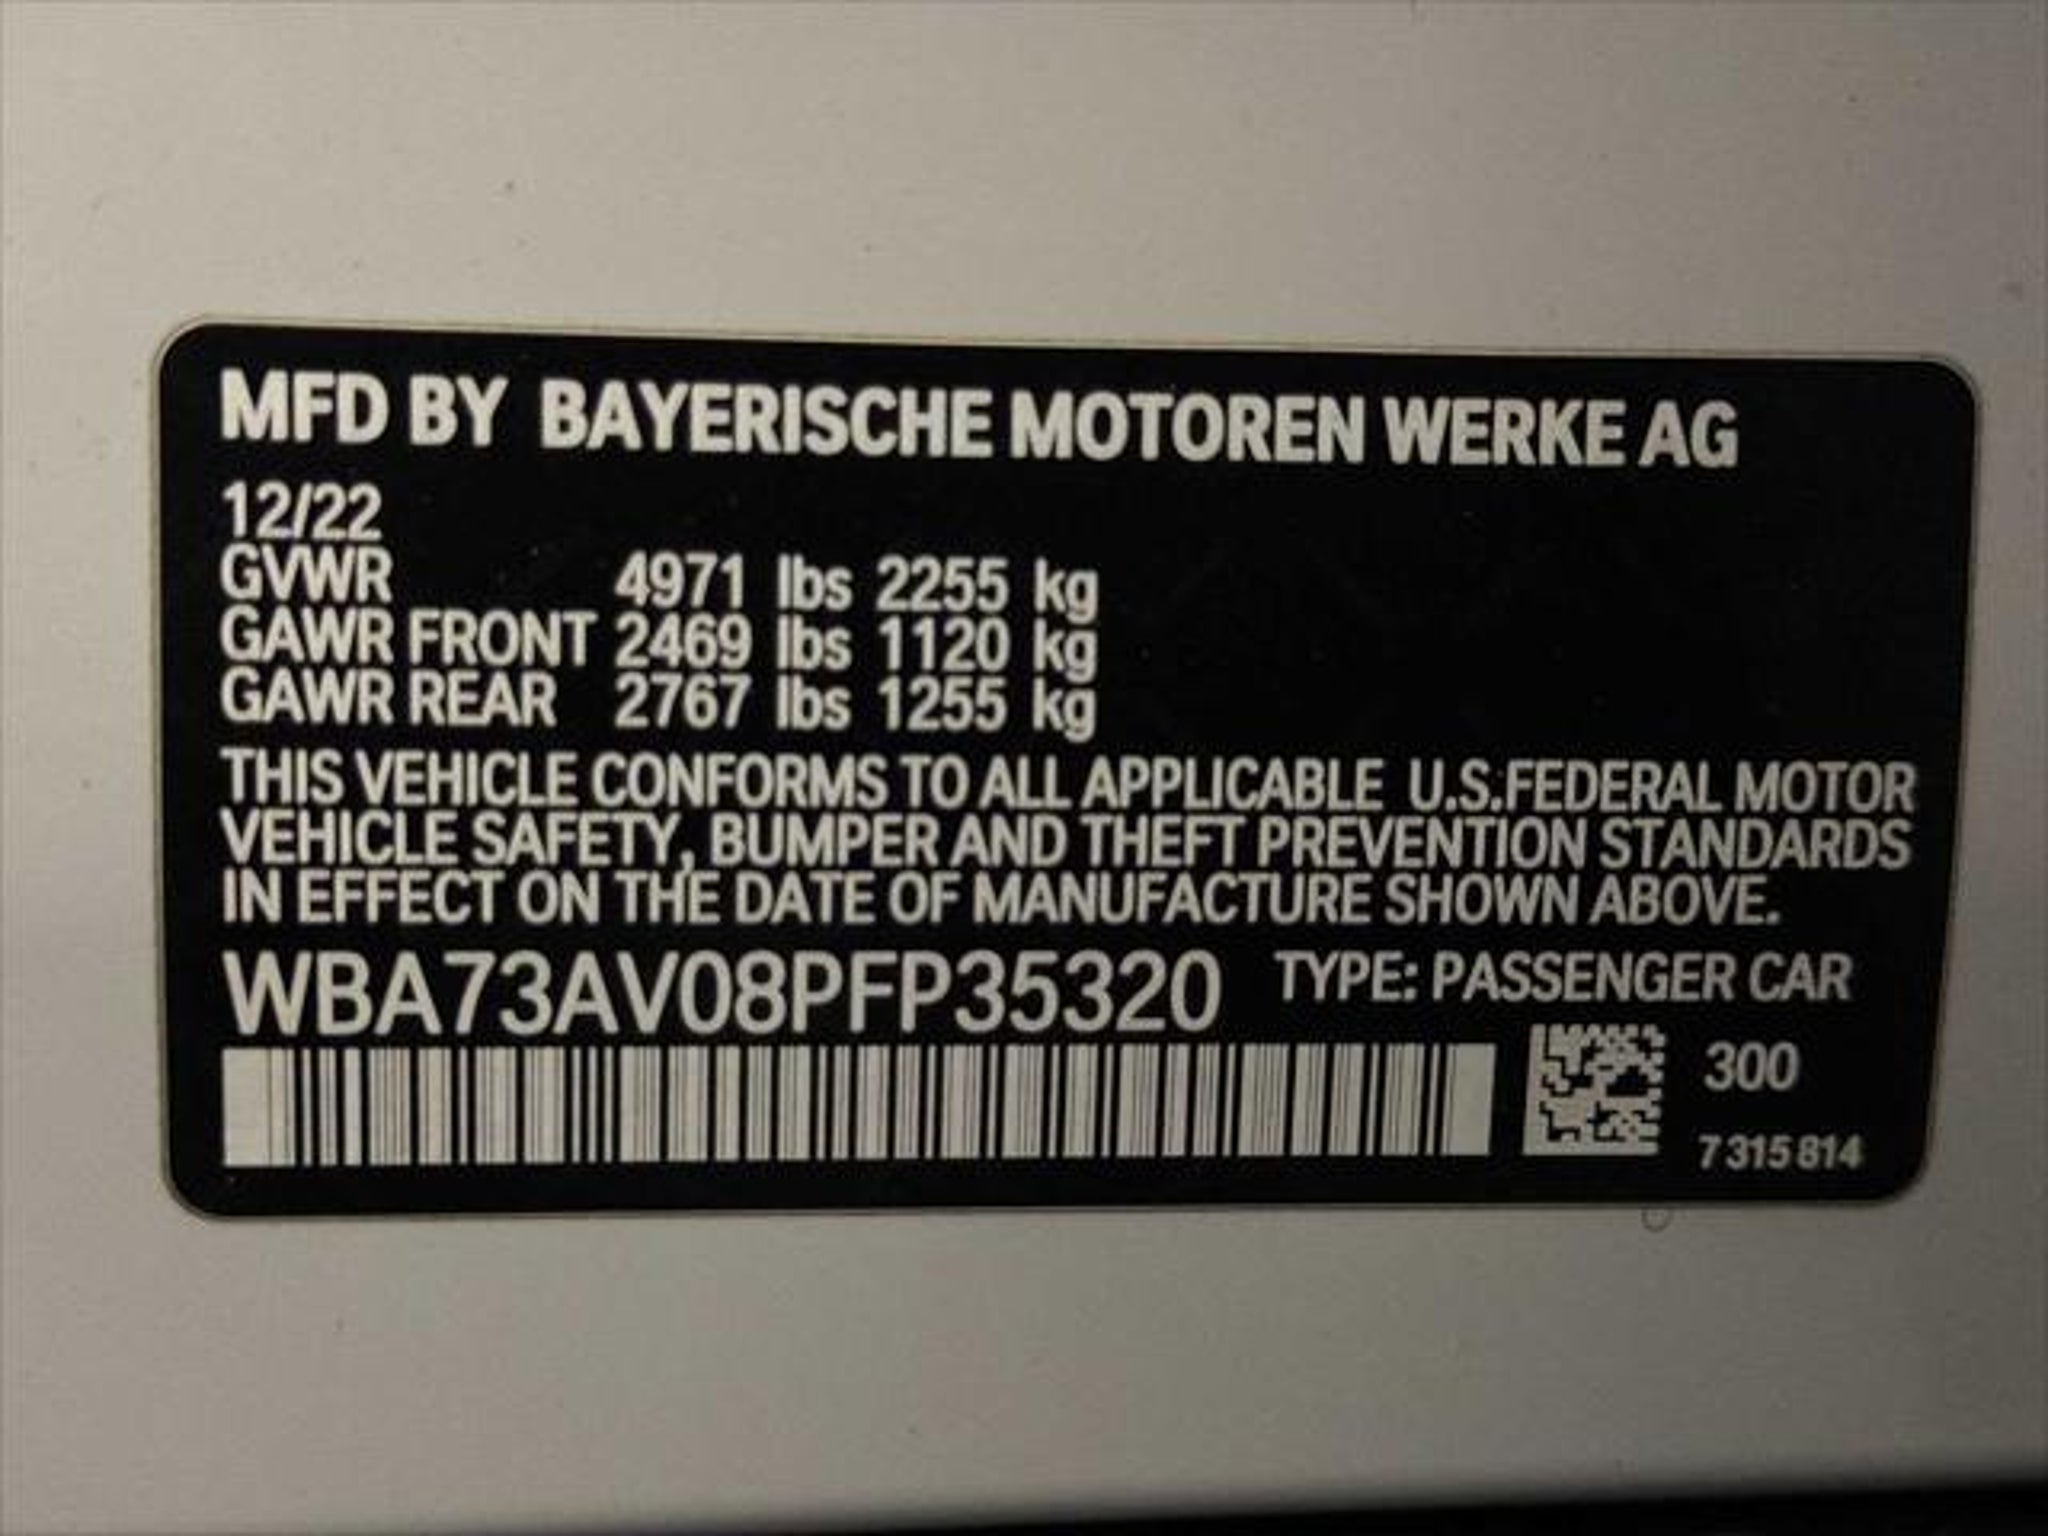 MFD BY BAYERISCHE MOTOREN WERKE AG
12/22
GVWR 4971 lbs 2255 kg
GAWR FRONT 2469 lbs 1120 kg
GAWR REAR 2767 lbs 1255 kg
THIS VEHICLE CONFORMS TO ALL APPLICABLE U.S.FEDERAL MOTOR
VEHICLE SAFETY, BUMPER AND THEFT PREVENTION STANDARDS
IN EFFECT ON THE DATE OF MANUFACTURE SHOWN ABOVE.
WBA73AV08PFP35320 TYPE: PASSENGER CAR
300
7 315 814